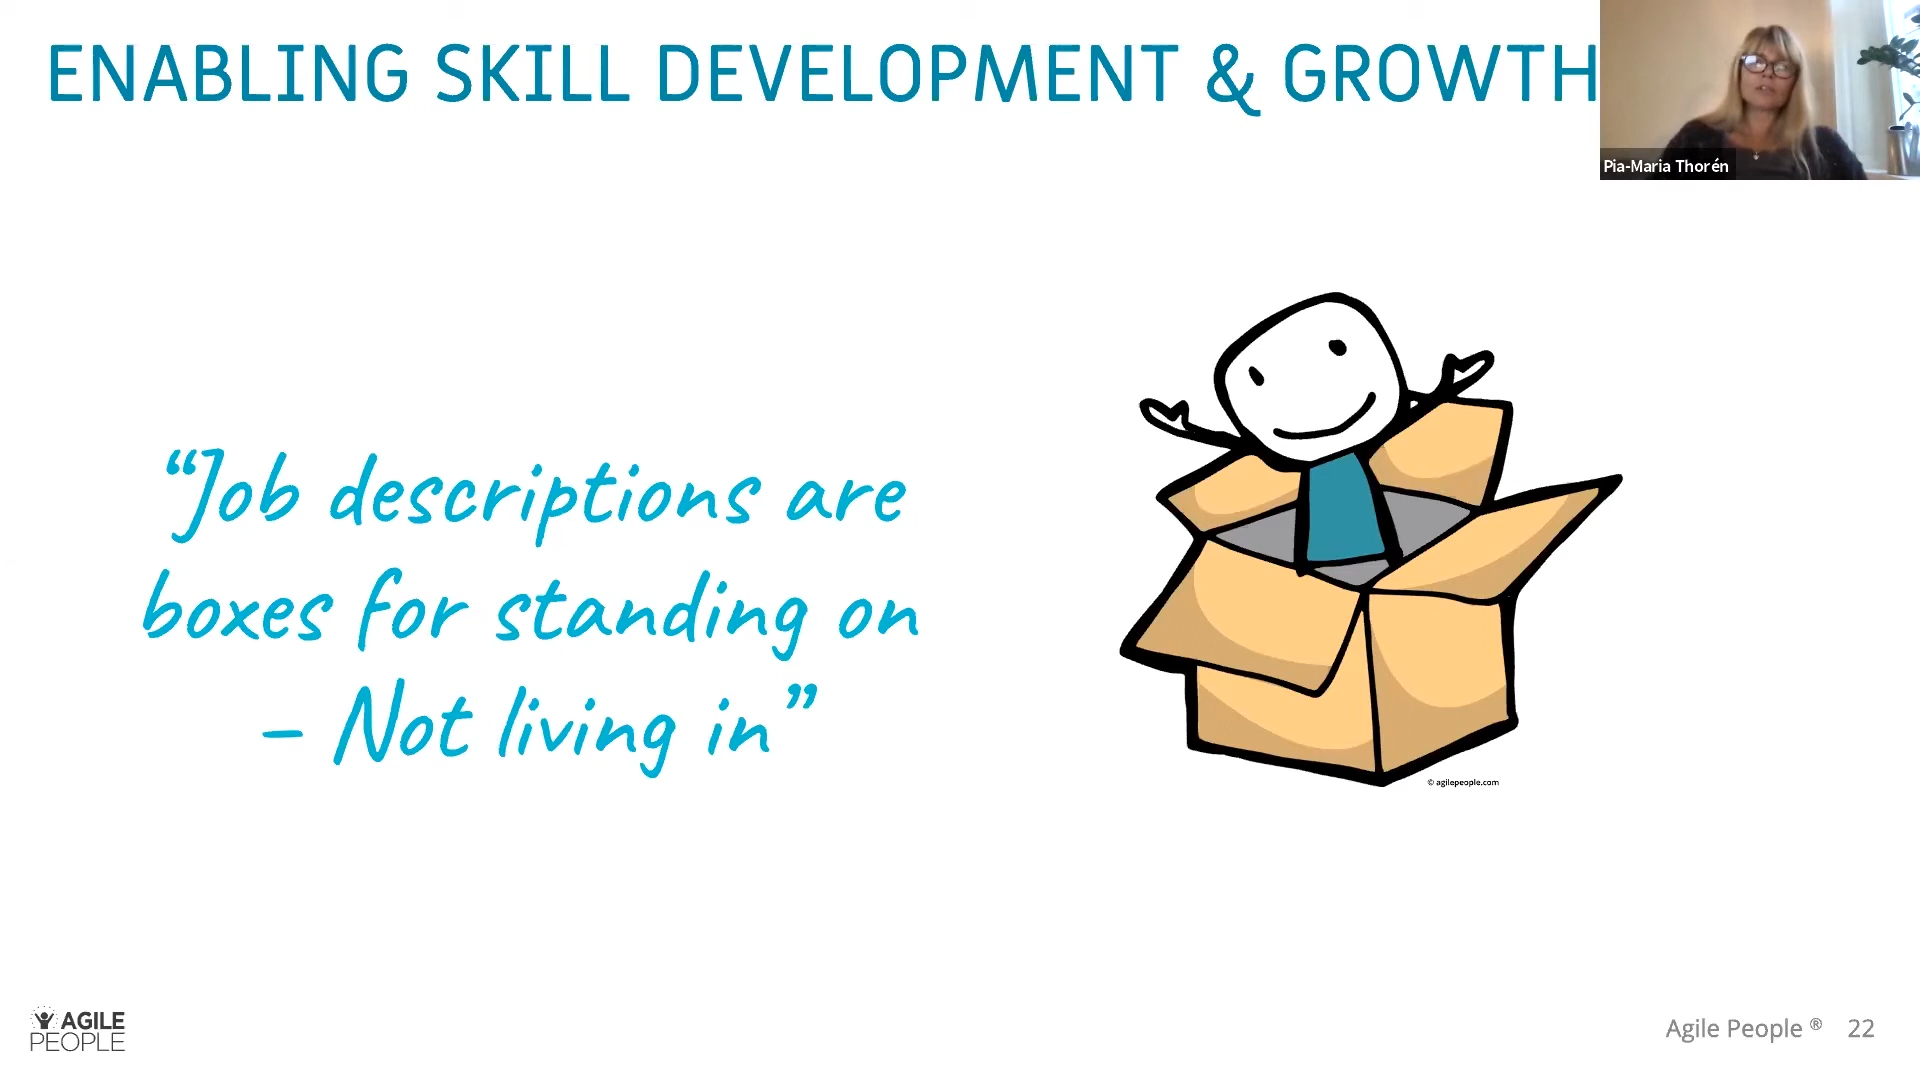 ENABLING SKILL DEVELOPMENT & GROWTH
Pia-Maria Thorén
“Job descriptions are
boxes for standing on
– Not living in”
© agilepeople.com
AGILE
PEOPLE
Agile People ® 22